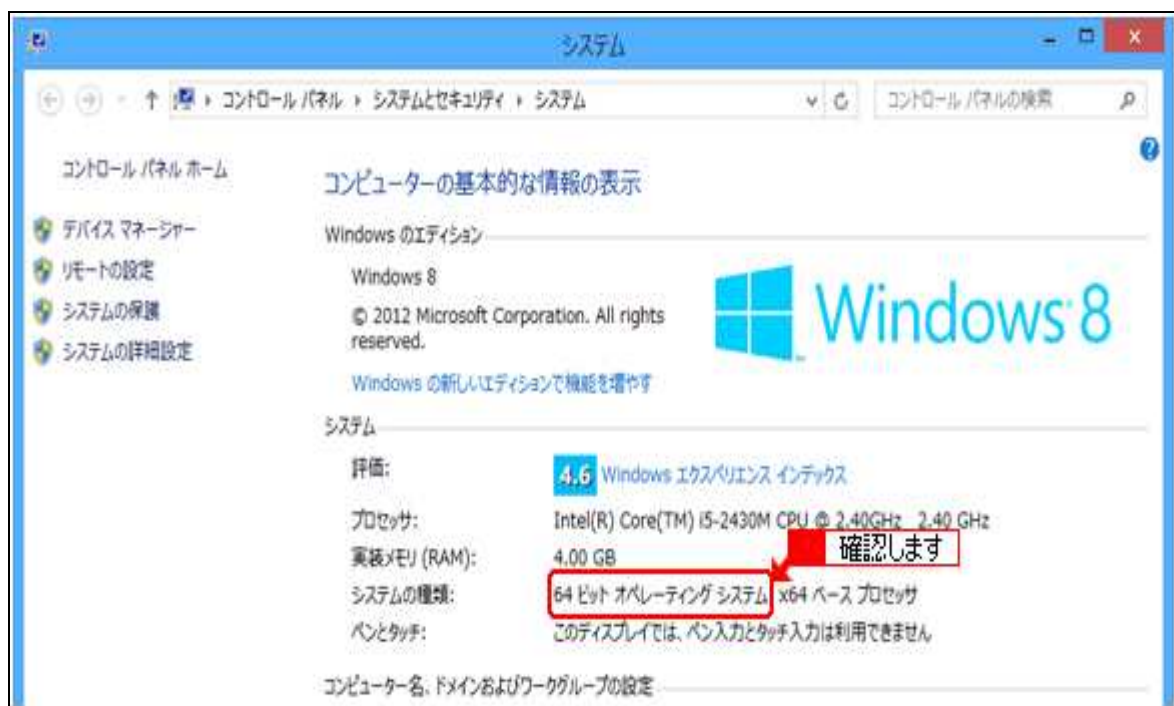 システム
コントロール パネル システムとセキュリティ システム
コントロール パネルの検索
コントロール パネル ホーム
デバイス マネージャー
リモートの設定
システムの保護
システムの詳細設定
コンピューターの基本的な情報の表示
Windows のエディション
Windows 8
© 2012 Microsoft Corporation. All rights
reserved.
Windows の新しいエディションで機能を増やす
Windows 8
システム
評価: 4.6 Windows エクスペリエンス インデックス
プロセッサ: Intel(R) Core(TM) i5-2430M CPU @ 2.40GHz 2.40 GHz
確認します
実装メモリ (RAM): 4.00 GB
システムの種類: 64 ビット オペレーティング システム、x64 ベース プロセッサ
ペンとタッチ: このディスプレイでは、ペン入力とタッチ入力は利用できません
コンピューター名、ドメインおよびワークグループの設定